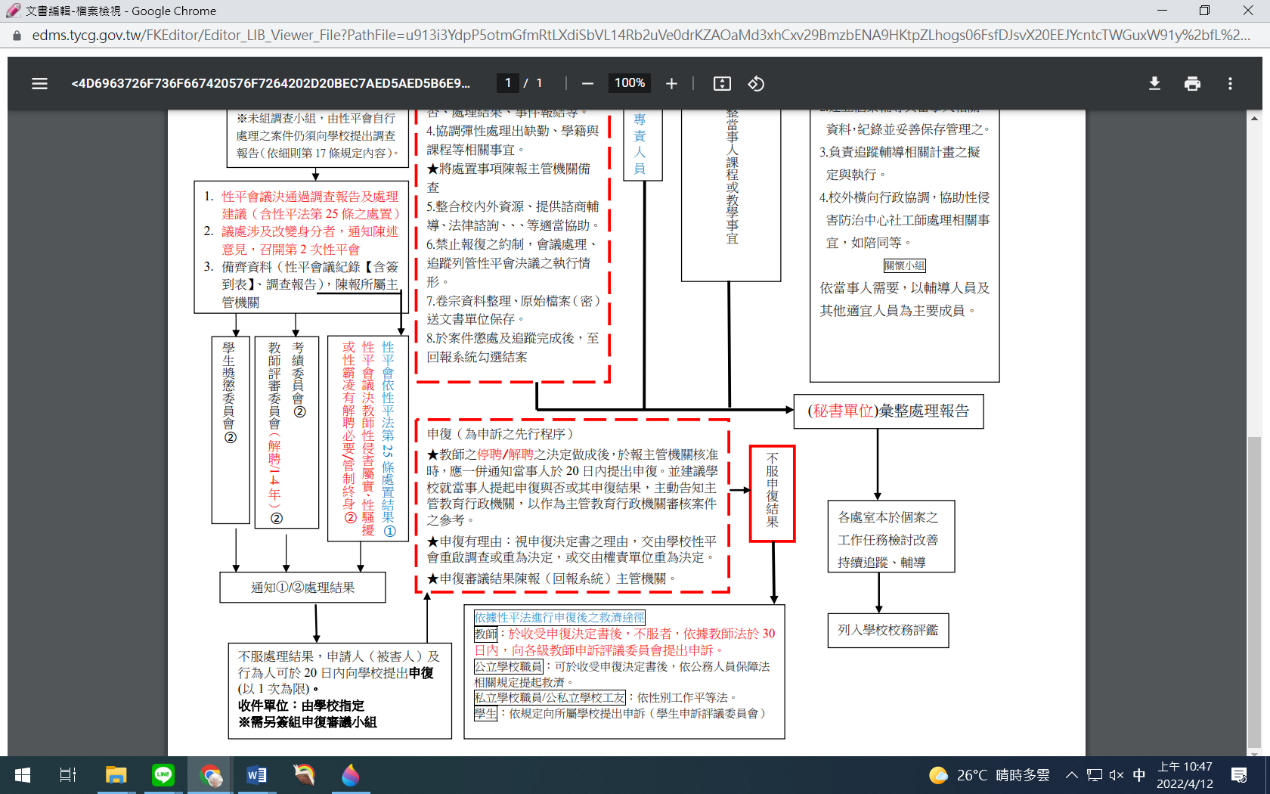 文書編輯-檔案檢視 - Google Chrome
edms.tycg.gov.tw/FKEditor/Editor_LIB_Viewer_File?PathFile=u913i3YdpP5otmGfmRtLXdiSbVL14Rb2uVe0drKZAOaMd3xhCxv29BmzbENA9HKtpZLhogs06FsfDJsvX20EEJYcntcTWGuxW91y%2bfL%2...
<4D6963726F736F667420576F7264202D20BEC7AED5AED5B6E9...
1 / 1
100%
※未組調查小組，由性平會自行
處理之案件仍須向學校提出調查
報告(依細則第17條規定內容)。
1. 性平會議決通過調查報告及處理
建議（含性平法第25條之處置）
2. 議處涉及改變身分者，通知陳述
意見，召開第2次性平會
3. 備齊資料（性平會議紀錄【含簽
到表】、調查報告），陳報所屬主
管機關
學生獎懲委員會②
考績委員會②
教師評審委員會（解聘/1-4年）②
性平會依性平法第25條處置結果①
性平會議決教師性侵害屬實、性騷擾
或性霸凌有解聘必要/管制終身②
通知①/②處理結果
不服處理結果，申請人（被害人）及
行為人可於20日內向學校提出申復
(以1次為限)。
收件單位：由學校指定
※需另簽組申復審議小組
否、處理結果、事件報結等。
4.協調彈性處理出缺勤、學籍與
課程等相關事宜。
★將處置事項陳報主管機關備
查
5.整合校內外資源、提供諮商輔
導、法律諮詢、、、等適當協助。
6.禁止報復之約制，會議處理、
追蹤列管性平會決議之執行情
形。
7.卷宗資料整理、原始檔案（密）
送文書單位保存。
8.於案件懲處及追蹤完成後，至
回報系統勾選結案
專責人員
整當事人課程或教學事宜
資料，紀錄並妥善保存管理之。
3.負責追蹤輔導相關計畫之擬
定與執行。
4.校外橫向行政協調，協助性侵
害防治中心社工師處理相關事
宜，如陪同等。
關懷小組
依當事人需要，以輔導人員及
其他適宜人員為主要成員。
(秘書單位)彙整處理報告
申復（為申訴之先行程序）
★教師之停聘/解聘之決定做成後，於報主管機關核准
時，應一併通知當事人於20日內提出申復。並建議學
校就當事人提起申復與否或其申復結果，主動告知主
管教育行政機關，以作為主管教育行政機關審核案件
之參考。
★申復有理由：視申復決定書之理由，交由學校性平
會重啟調查或重為決定，或交由權責單位重為決定。
★申復審議結果陳報（回報系統）主管機關。
不服申復結果
各處室本於個案之
工作任務檢討改善
持續追蹤、輔導
列入學校校務評鑑
依據性平法進行申復後之救濟途徑
教師：於收受申復決定書後，不服者，依據教師法於30
日內，向各級教師申訴評議委員會提出申訴。
公立學校職員：可於收受申復決定書後，依公務人員保障法
相關規定提起救濟。
私立學校職員/公私立學校工友：依性別工作平等法。
學生：依規定向所屬學校提出申訴（學生申訴評議委員會）
26°C 晴時多雲
中
上午 10:47
2022/4/12